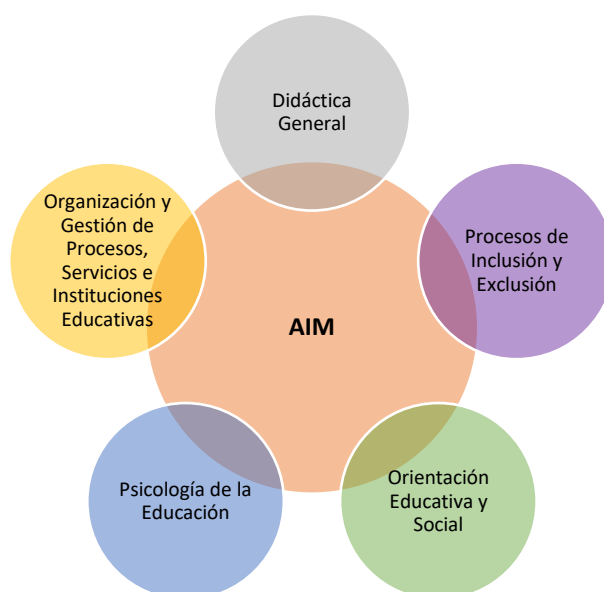 Didáctica
General
Organización y
Gestión de
Procesos,
Servicios e
Instituciones
Educativas
Procesos de
Inclusión y
Exclusión
AIM
Psicología de la
Educación
Orientación
Educativa y
Social